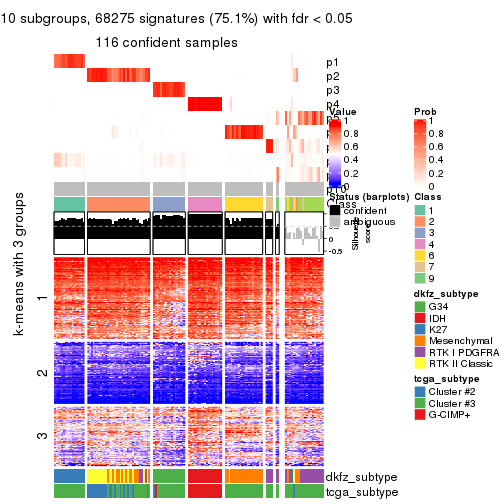 10 subgroups, 68275 signatures (75.1%) with fdr < 0.05
116 confident samples
p1
p2
p3
p4
Value
1
0.8
0.6
0.4
0.2
0
Prob
1
0.8
0.6
0.4
0.2
0
p10
Class
Status (barplots)
confident
ambiguous
0
-0.5
Silhouette
score
Class
1
2
3
4
6
7
9
dkfz_subtype
G34
IDH
K27
Mesenchymal
RTK I PDGFRA
RTK II Classic
tcga_subtype
Cluster #2
Cluster #3
G-CIMP+
k-means with 3 groups
1
2
3
dkfz_subtype
tcga_subtype